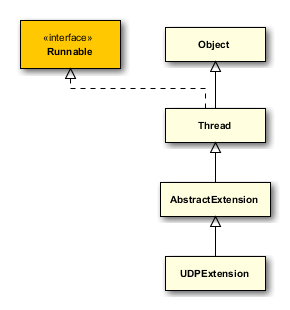 «interface»
Runnable
Object
Thread
AbstractExtension
UDPExtension